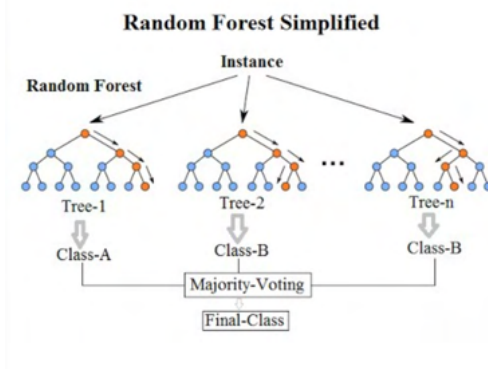 Random Forest Simplified
Instance
Random Forest
...
Tree-1
Tree-2
Tree-n
Class-A
Class-B
Class-B
Majority-Voting
Final-Class